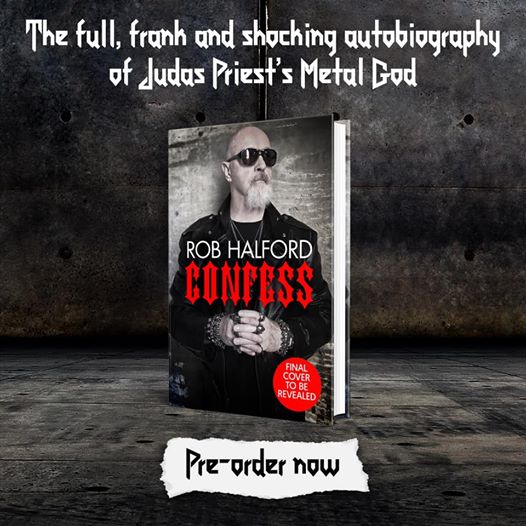 The full, frank and shocking autobiography
of Judas Priest's Metal God
ROB HALFORD
CONFESS
FINAL
COVER
TO BE
REVEALED
Pre-order now